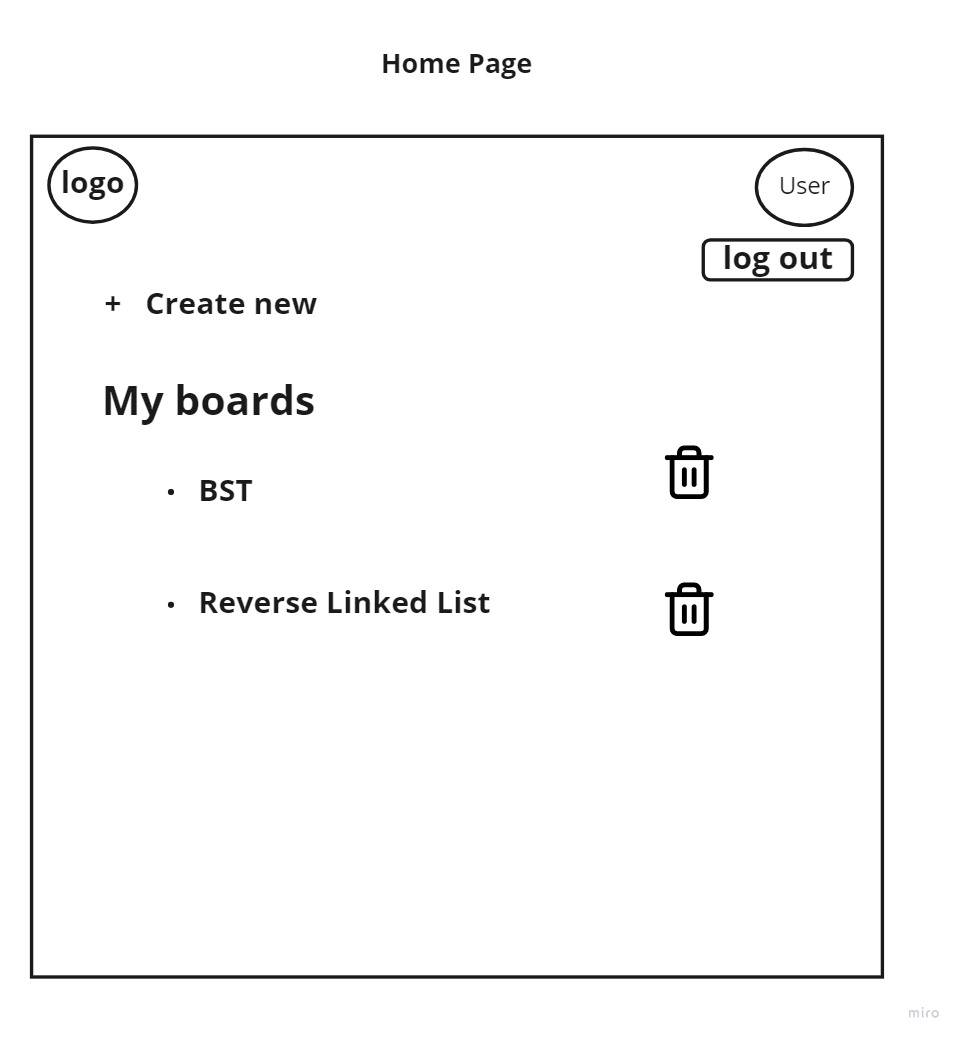 Home Page
logo
User
log out
+ Create new
My boards
• BST
• Reverse Linked List
miro